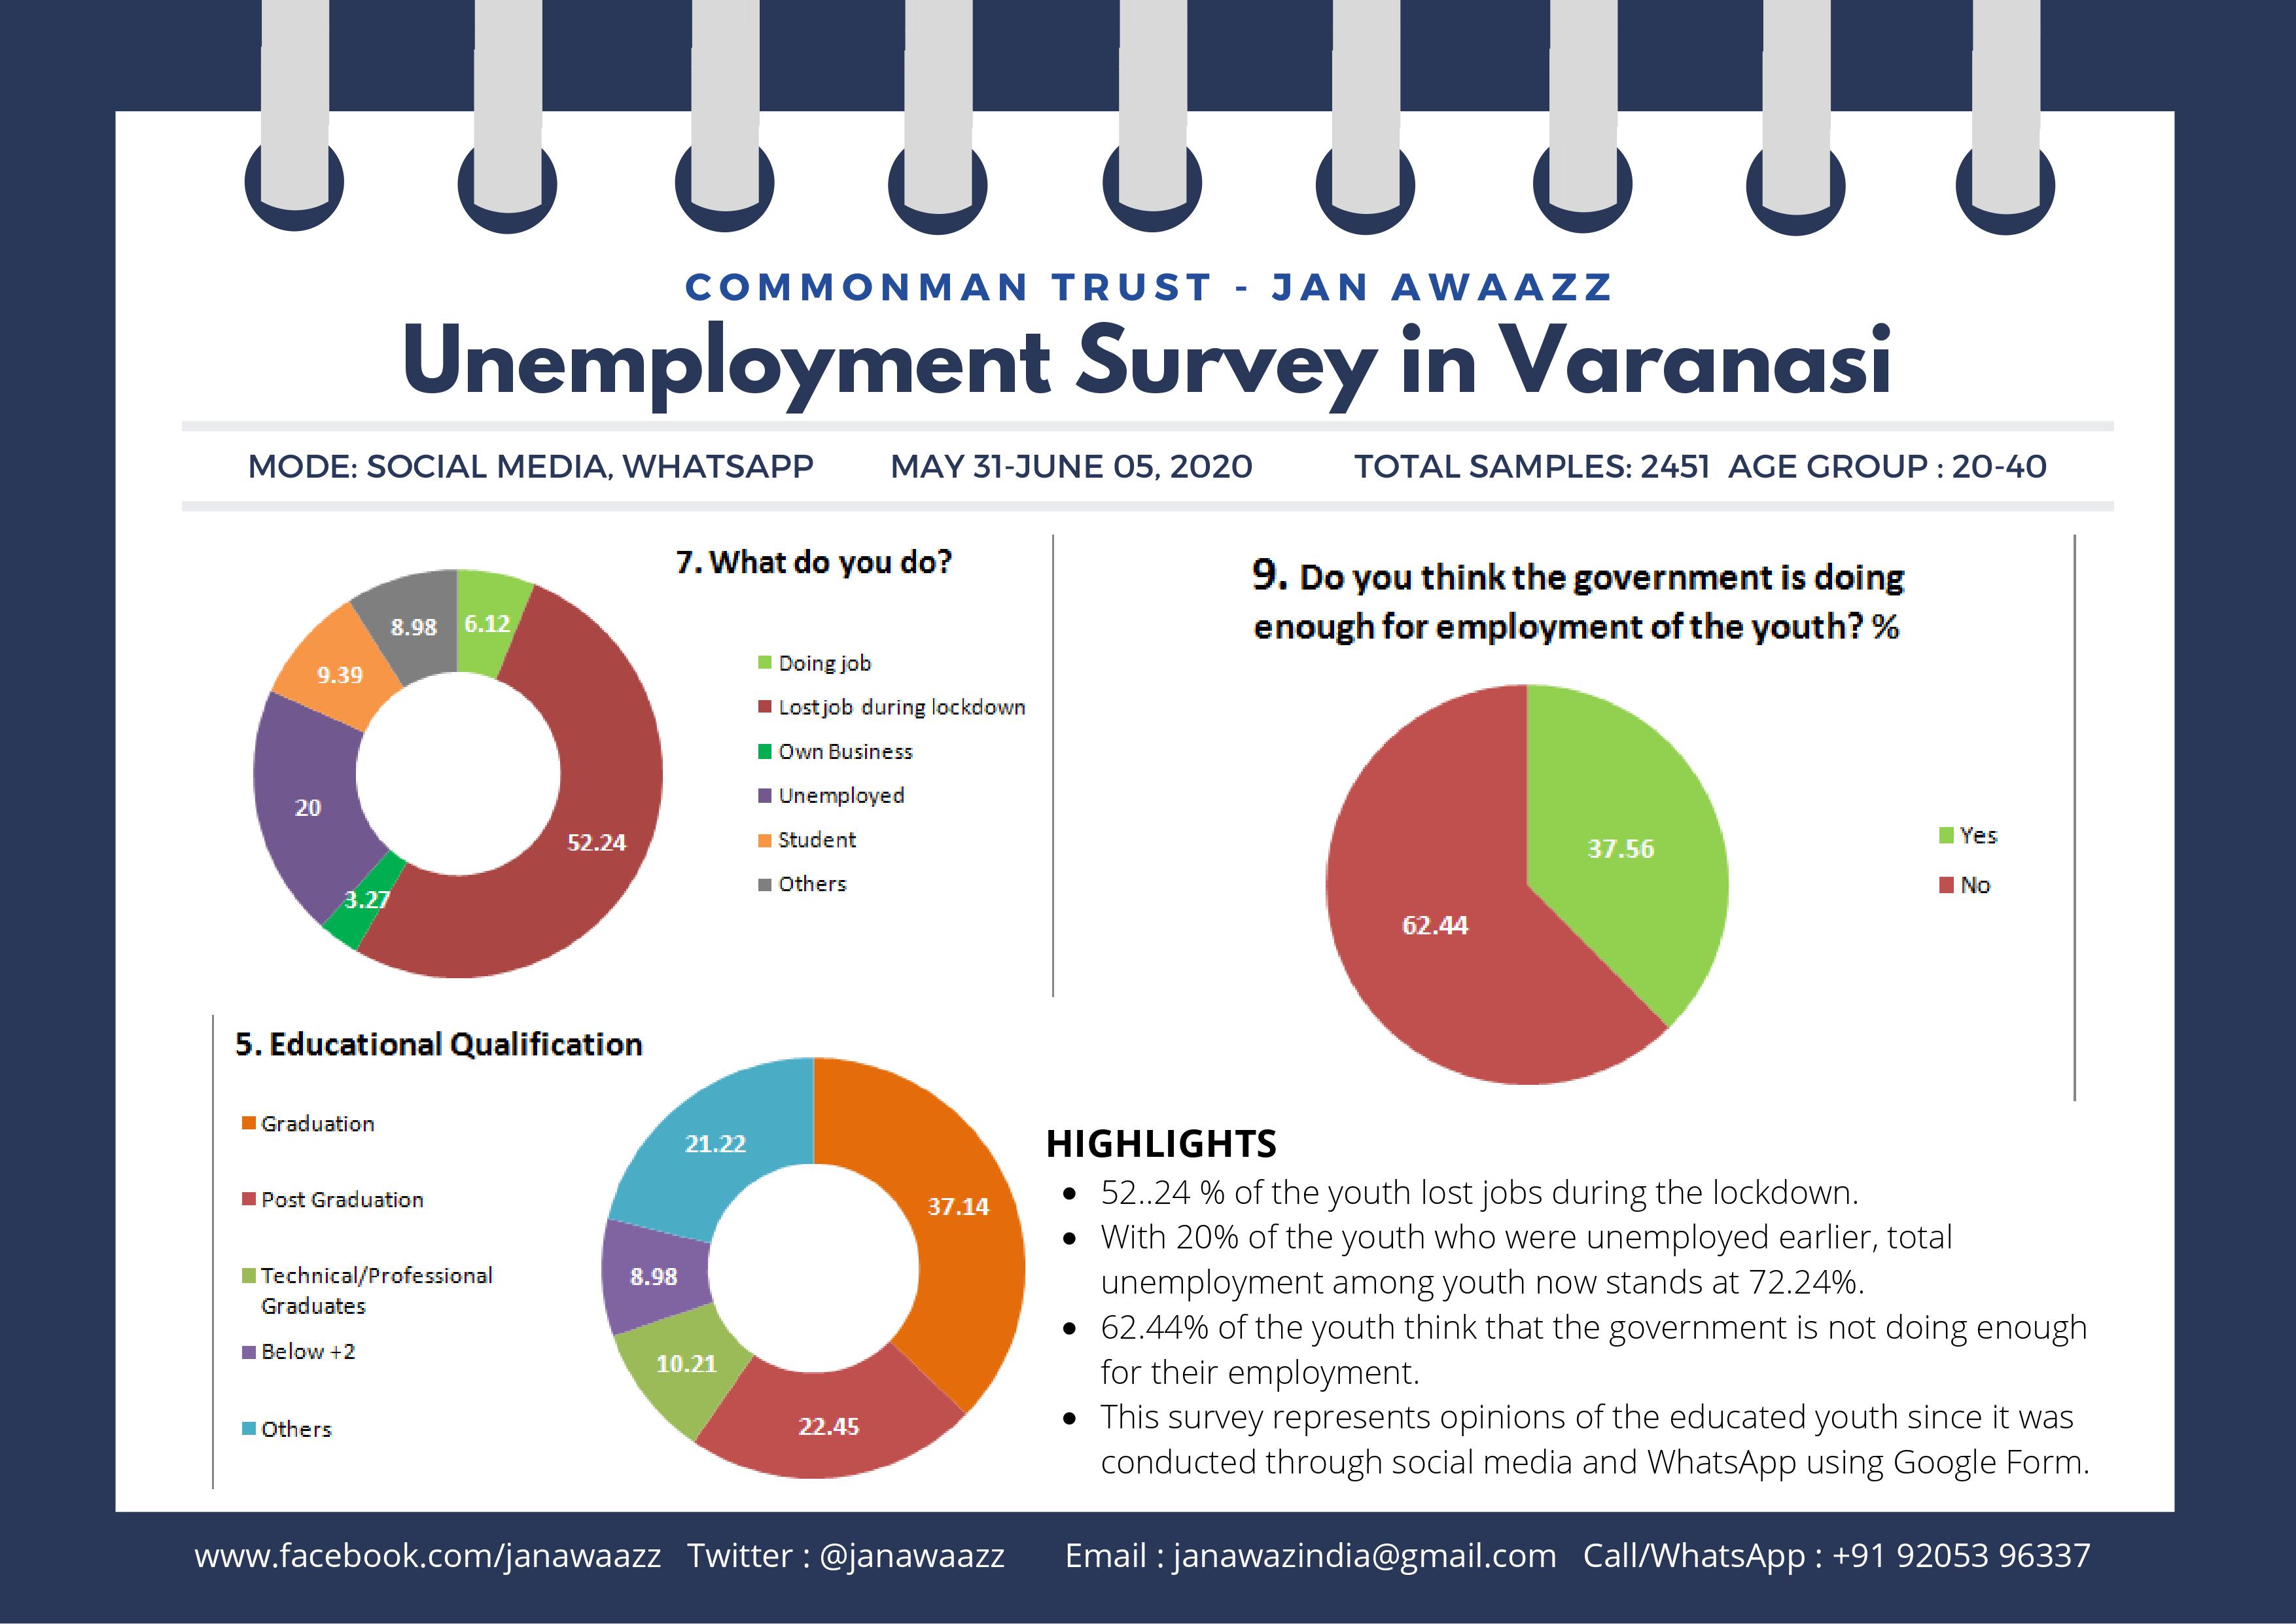 COMMONMAN TRUST - JAN AWAAZZ
Unemployment Survey in Varanasi
MODE: SOCIAL MEDIA, WHATSAPP MAY 31-JUNE 05, 2020 TOTAL SAMPLES: 2451 AGE GROUP : 20-40
7. What do you do?
8.98
6.12
9.39
20
52.24
3.27
Doing job
Lost job during lockdown
Own Business
Unemployed
Student
Others
9. Do you think the government is doing
enough for employment of the youth? %
37.56
62.44
Yes
No
5. Educational Qualification
Graduation
Post Graduation
Technical/Professional
Graduates
Below +2
Others
21.22
37.14
8.98
10.21
22.45
HIGHLIGHTS
• 52..24 % of the youth lost jobs during the lockdown.
• With 20% of the youth who were unemployed earlier, total
unemployment among youth now stands at 72.24%.
• 62.44% of the youth think that the government is not doing enough
for their employment.
• This survey represents opinions of the educated youth since it was
conducted through social media and WhatsApp using Google Form.
www.facebook.com/janawaazz Twitter : @janawaazz Email : janawazindia@gmail.com Call/WhatsApp : +91 92053 96337